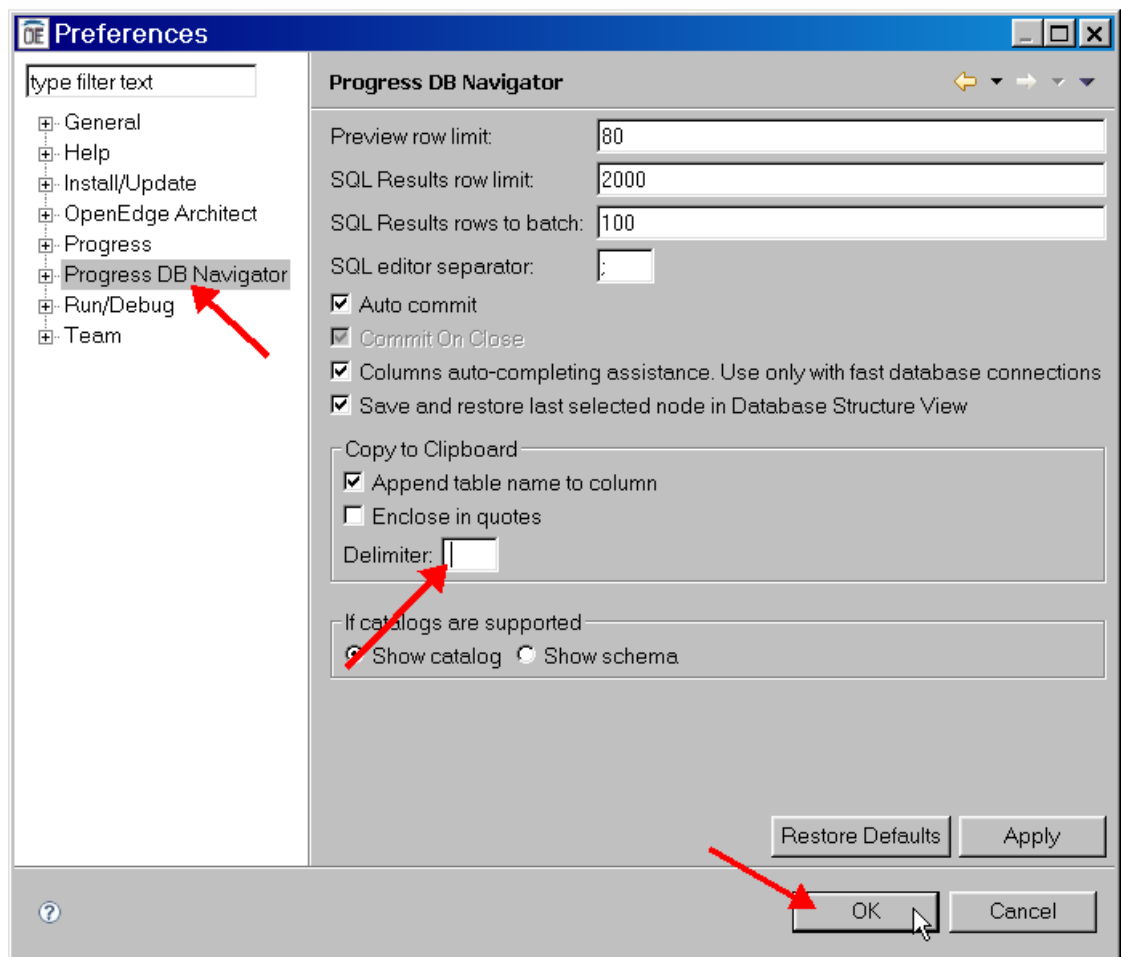 OE Preferences
type filter text
General
Help
Install/Update
OpenEdge Architect
Progress
Progress DB Navigator
Run/Debug
Team
Progress DB Navigator
Preview row limit: 80
SQL Results row limit: 2000
SQL Results rows to batch: 100
SQL editor separator: ;
Auto commit
Commit On Close
Columns auto-completing assistance. Use only with fast database connections
Save and restore last selected node in Database Structure View
Copy to Clipboard
Append table name to column
Enclose in quotes
Delimiter:
If catalogs are supported
Show catalog Show schema
Restore Defaults Apply
? OK Cancel